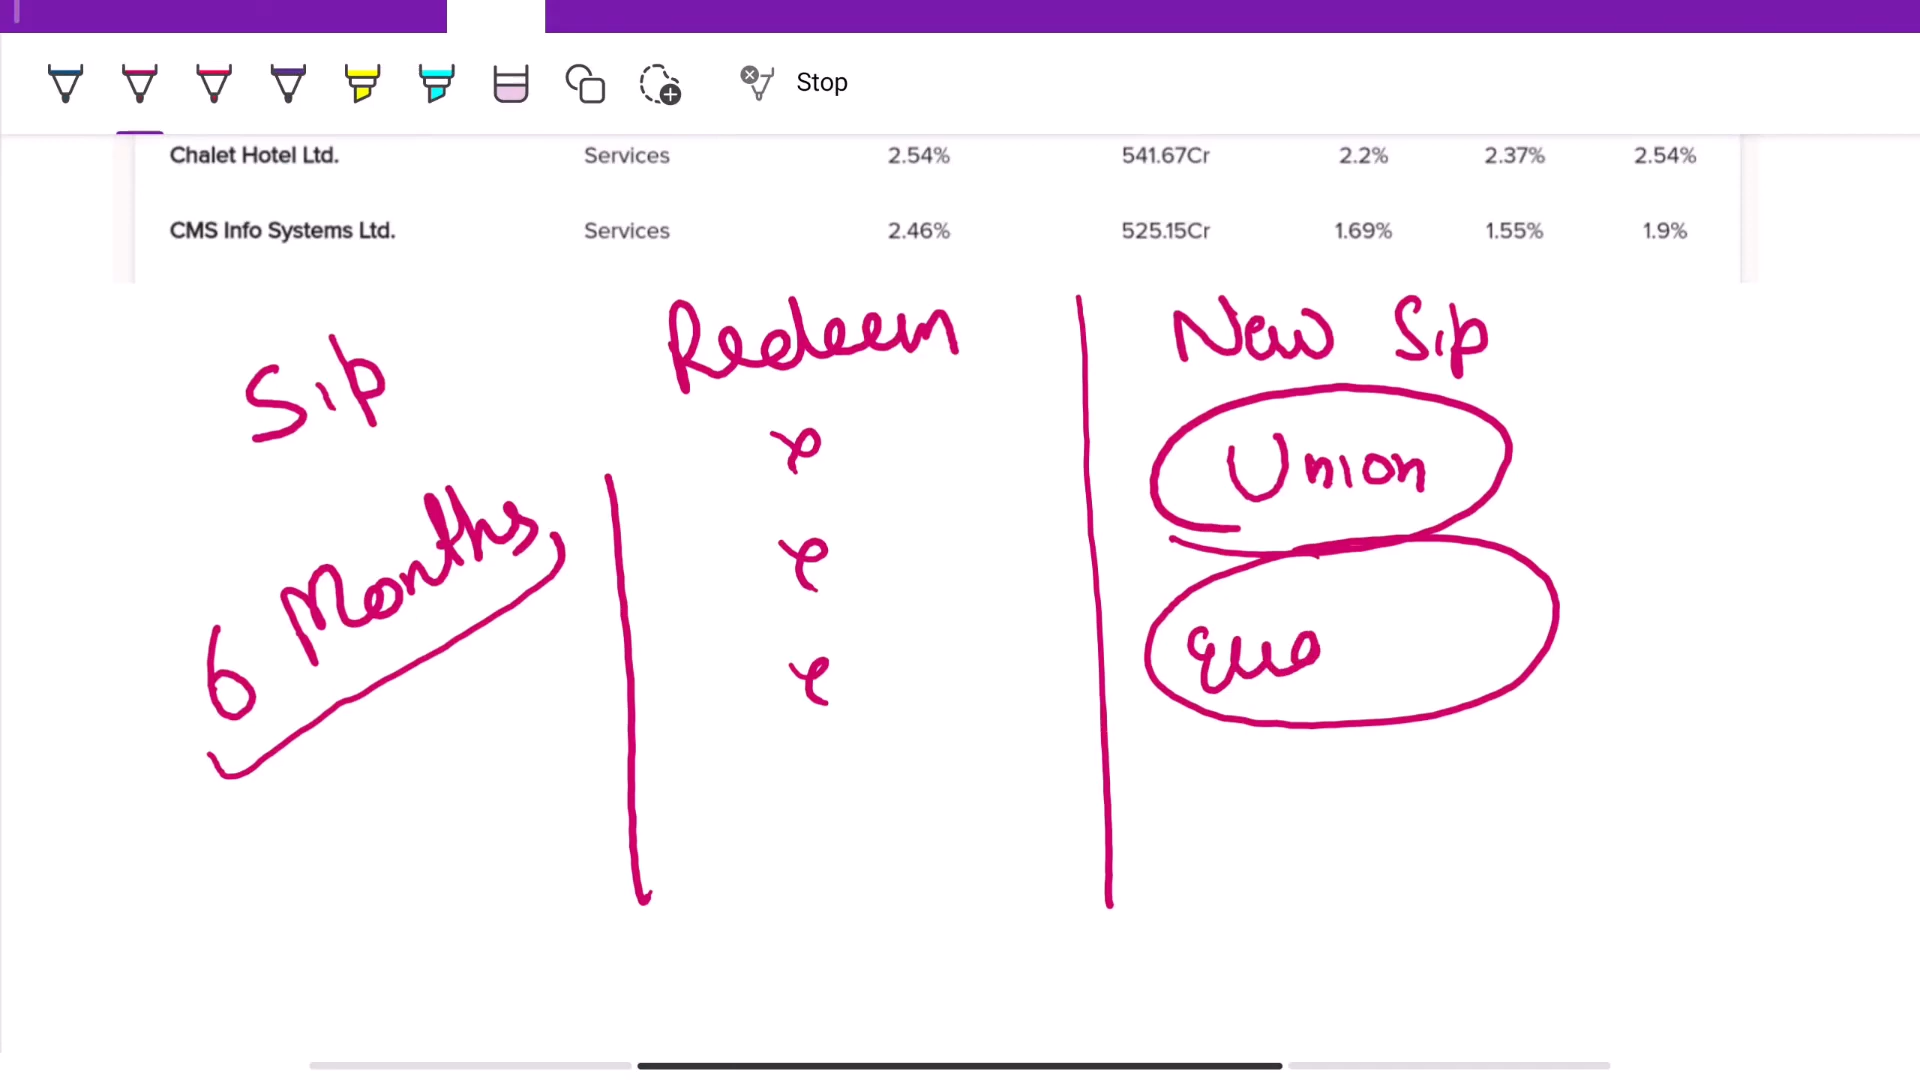 Stop
Chalet Hotel Ltd. Services 2.54% 541.67Cr 2.2% 2.37% 2.54%
CMS Info Systems Ltd. Services 2.46% 525.15Cr 1.69% 1.55% 1.9%
Sip
6 Months
Redeem
New Sip
Union